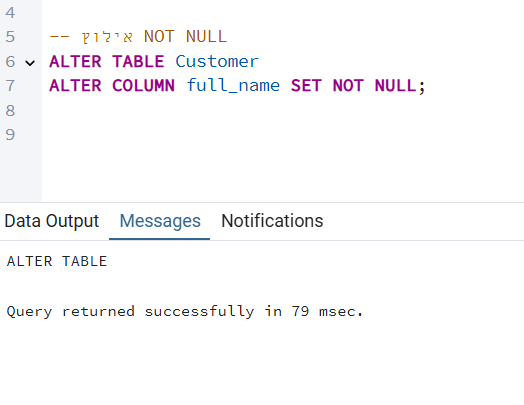 4
5 -- אילוץ NOT NULL
6 ALTER TABLE Customer
7 ALTER COLUMN full_name SET NOT NULL;
8
9
Data Output Messages Notifications
ALTER TABLE
Query returned successfully in 79 msec.